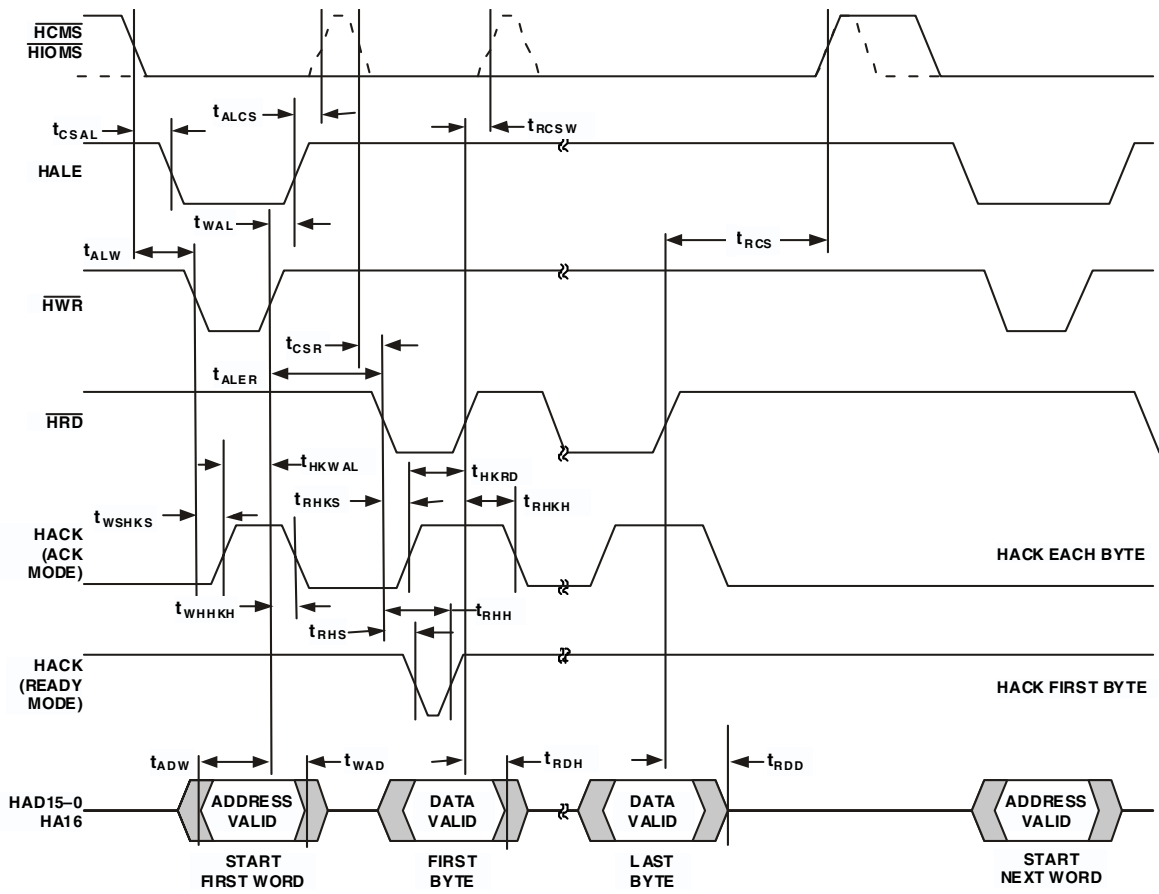 HCMS
HIOMS
tALCS
tCSAL
tRCSW
HALE
tWAL
tALW
tRCS
HWR
tCSR
tALER
HRD
tHKWAL
tHKRD
tRHKS
tRHKH
tWSHKS
HACK
(ACK
MODE)
HACK EACH BYTE
tWHHKH
tRHH
tRHS
HACK
(READY
MODE)
HACK FIRST BYTE
tADW
tWAD
tRDH
tRDD
HAD15–0
HA16
ADDRESS
VALID
DATA
VALID
DATA
VALID
ADDRESS
VALID
START
FIRST WORD
FIRST
BYTE
LAST
BYTE
START
NEXT WORD